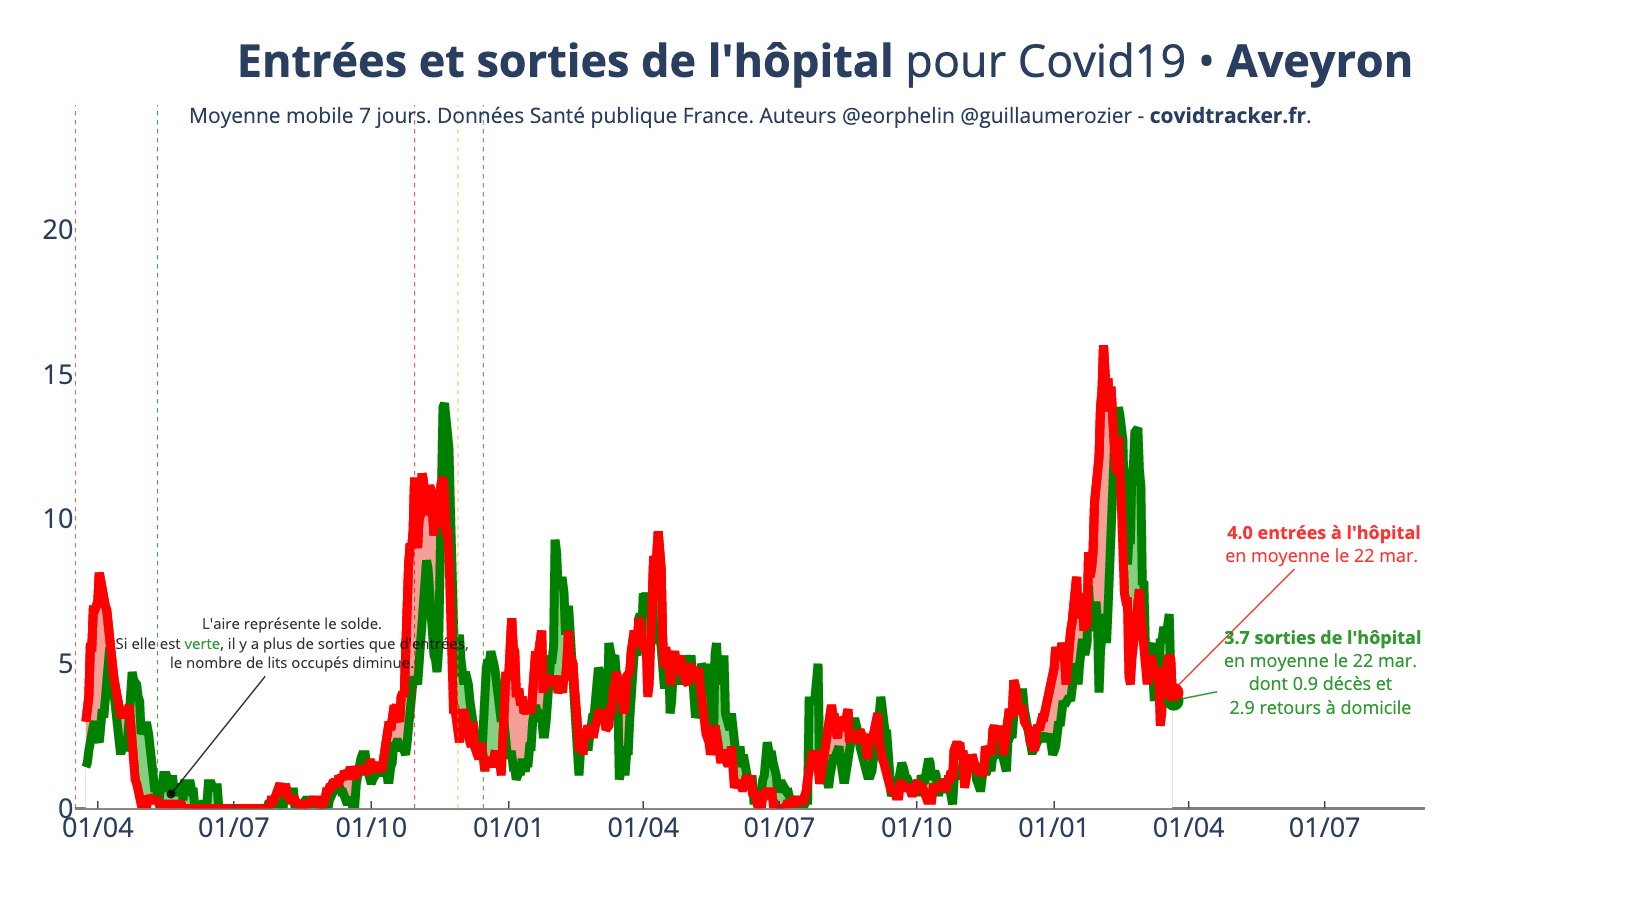 Entrées et sorties de l'hôpital pour Covid19 • Aveyron
Moyenne mobile 7 jours. Données Santé publique France. Auteurs @eorphelin @guillaumerozier - covidtracker.fr.
20
15
10
5
0
4.0 entrées à l'hôpital
en moyenne le 22 mar.
L'aire représente le solde.
Si elle est verte, il y a plus de sorties que d'entrées,
le nombre de lits occupés diminue.
3.7 sorties de l'hôpital
en moyenne le 22 mar.
dont 0.9 décès et
2.9 retours à domicile
01/04 01/07 01/10 01/01 01/04 01/07 01/10 01/01 01/04 01/07